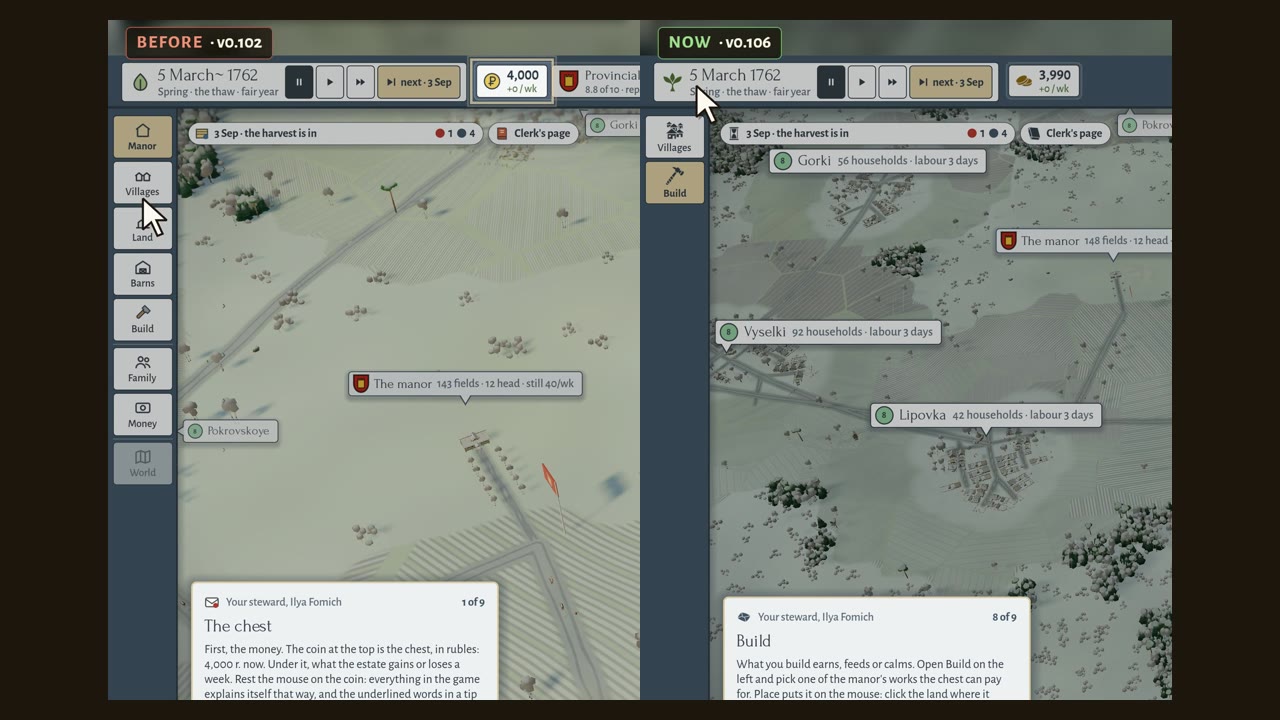 BEFORE · v0.102
5 March~ 1762
Spring · the thaw · fair year
next · 3 Sep
4,000
+0 / wk
Provincial
8.8 of 10 · rep
Manor
Villages
Land
Barns
Build
Family
Money
World
3 Sep · the harvest is in
1 4
Clerk's page
8 Gorki
The manor 143 fields · 12 head · still 40/wk
8 Pokrovskoye
Your steward, Ilya Fomich
1 of 9
The chest
First, the money. The coin at the top is the chest, in rubles:
4,000 r. now. Under it, what the estate gains or loses a
week. Rest the mouse on the coin: everything in the game
explains itself that way, and the underlined words in a tip
NOW · v0.106
5 March 1762
Spring · the thaw · fair year
next · 3 Sep
3,990
+0 / wk
Villages
Build
3 Sep · the harvest is in
1 4
Clerk's page
8 Pokrov
8 Gorki 56 households · labour 3 days
The manor 148 fields · 12 head ·
8 Vyselki 92 households · labour 3 days
8 Lipovka 42 households · labour 3 days
Your steward, Ilya Fomich
8 of 9
Build
What you build earns, feeds or calms. Open Build on the
left and pick one of the manor's works the chest can pay
for. Place puts it on the mouse: click the land where it